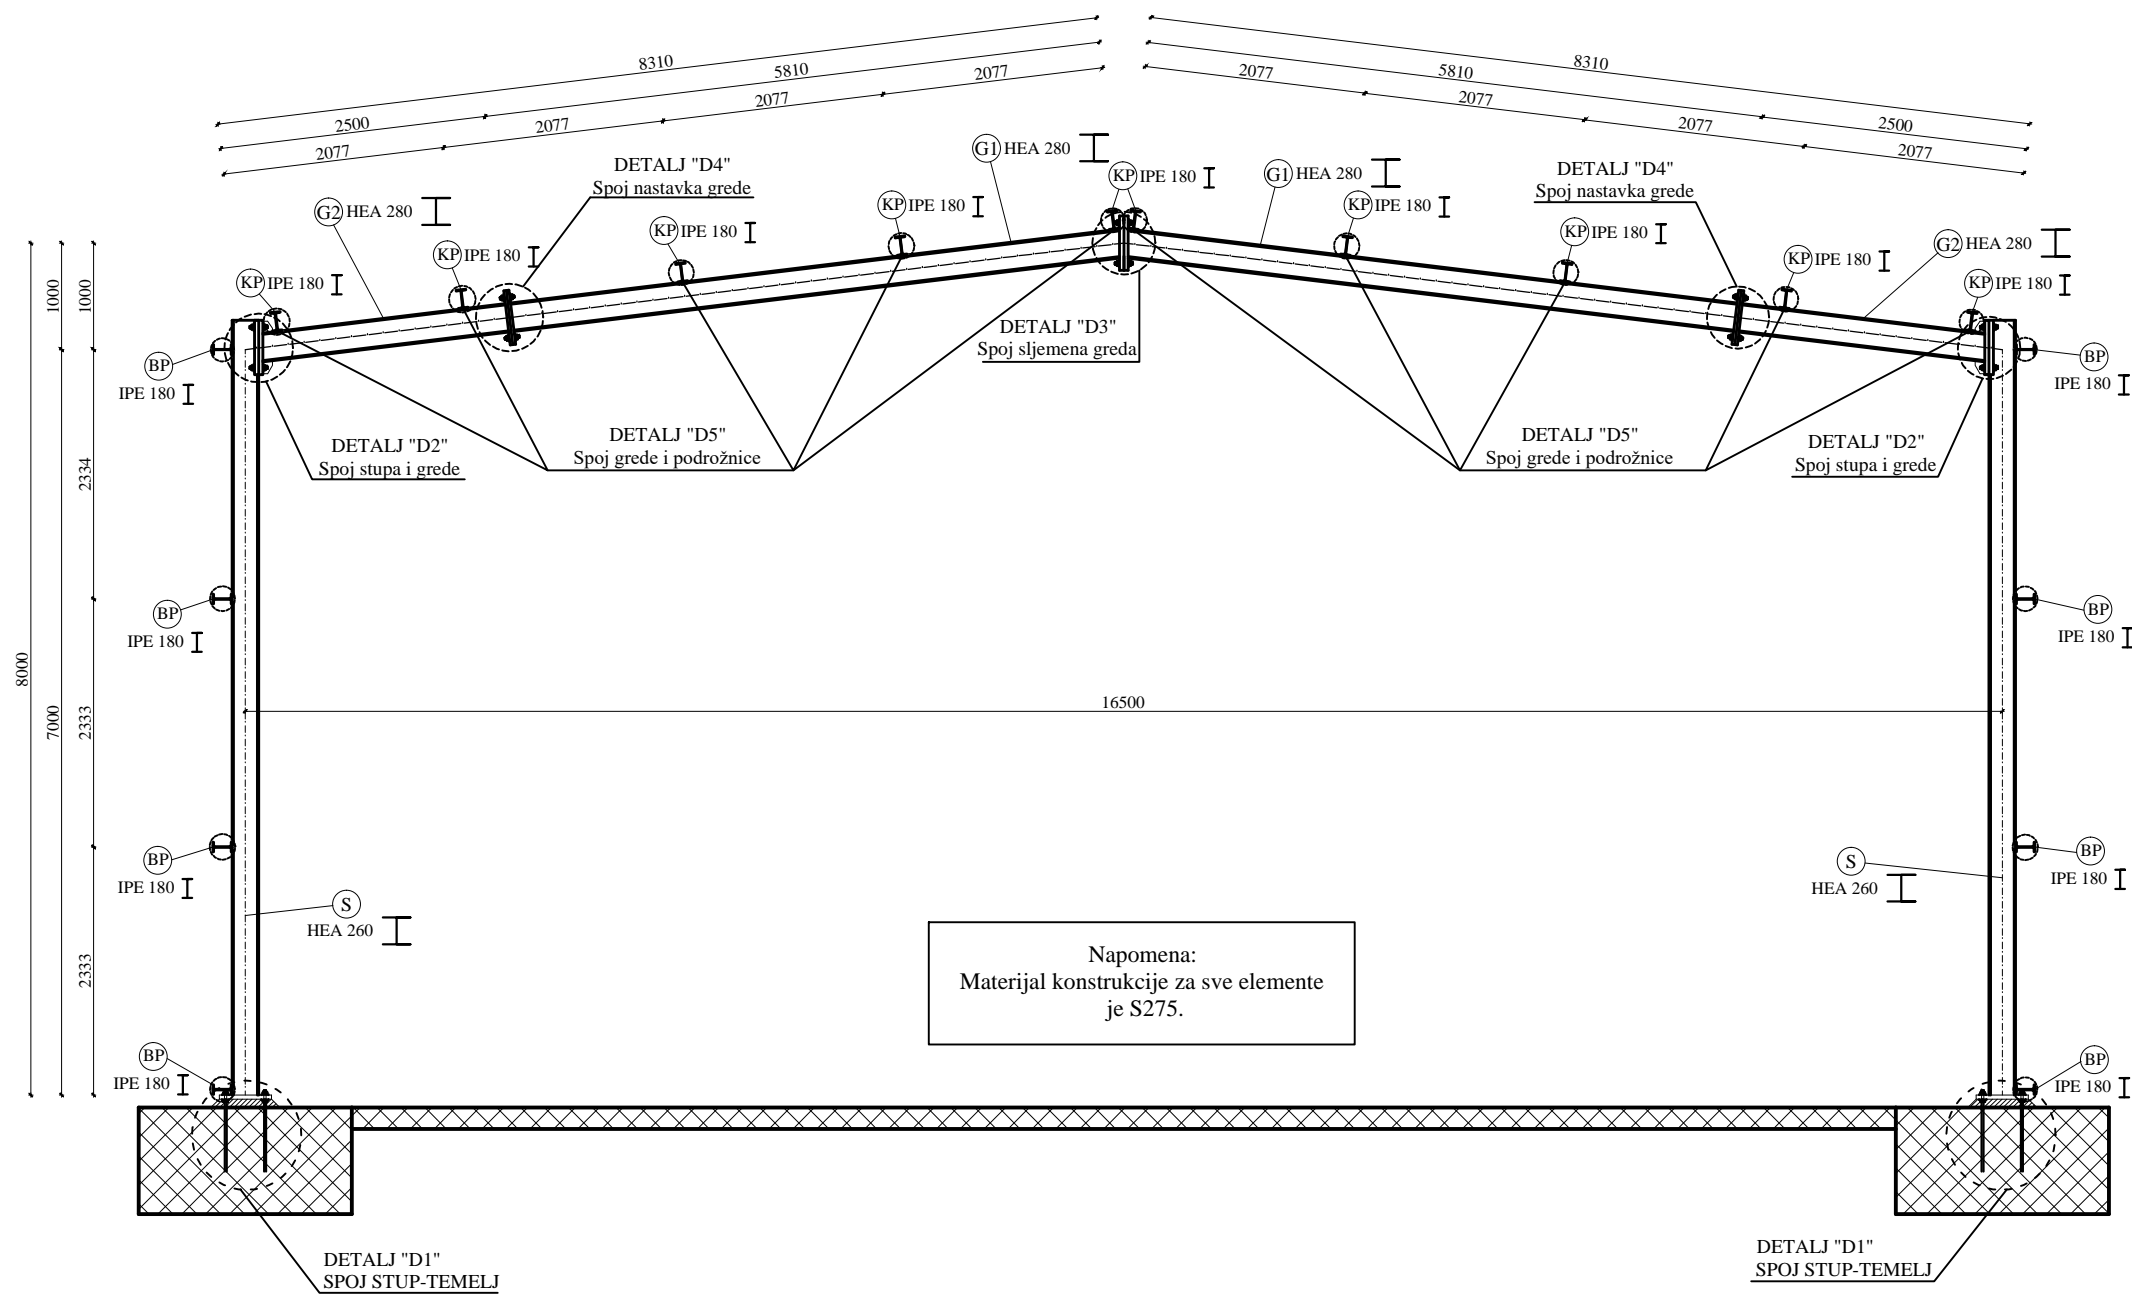 8310
8310
5810
5810
2077
2077
2077
2077
2500
2500
2077
2077
2077
2077
G1 HEA 280
DETALJ "D4"
Spoj nastavka grede
KP IPE 180
G1 HEA 280
DETALJ "D4"
Spoj nastavka grede
G2 HEA 280
KP IPE 180
KP IPE 180
KP IPE 180
KP IPE 180
KP IPE 180
KP IPE 180
KP IPE 180
G2 HEA 280
KP IPE 180
KP IPE 180
1000
1000
DETALJ "D3"
Spoj sljemena greda
BP
IPE 180
BP
IPE 180
DETALJ "D2"
Spoj stupa i grede
DETALJ "D5"
Spoj grede i podrožnice
DETALJ "D5"
Spoj grede i podrožnice
DETALJ "D2"
Spoj stupa i grede
2334
BP
IPE 180
BP
IPE 180
8000
7000
2333
16500
BP
IPE 180
S
HEA 260
BP
IPE 180
S
HEA 260
2333
Napomena:
Materijal konstrukcije za sve elemente
je S275.
BP
IPE 180
BP
IPE 180
DETALJ "D1"
SPOJ STUP-TEMELJ
DETALJ "D1"
SPOJ STUP-TEMELJ